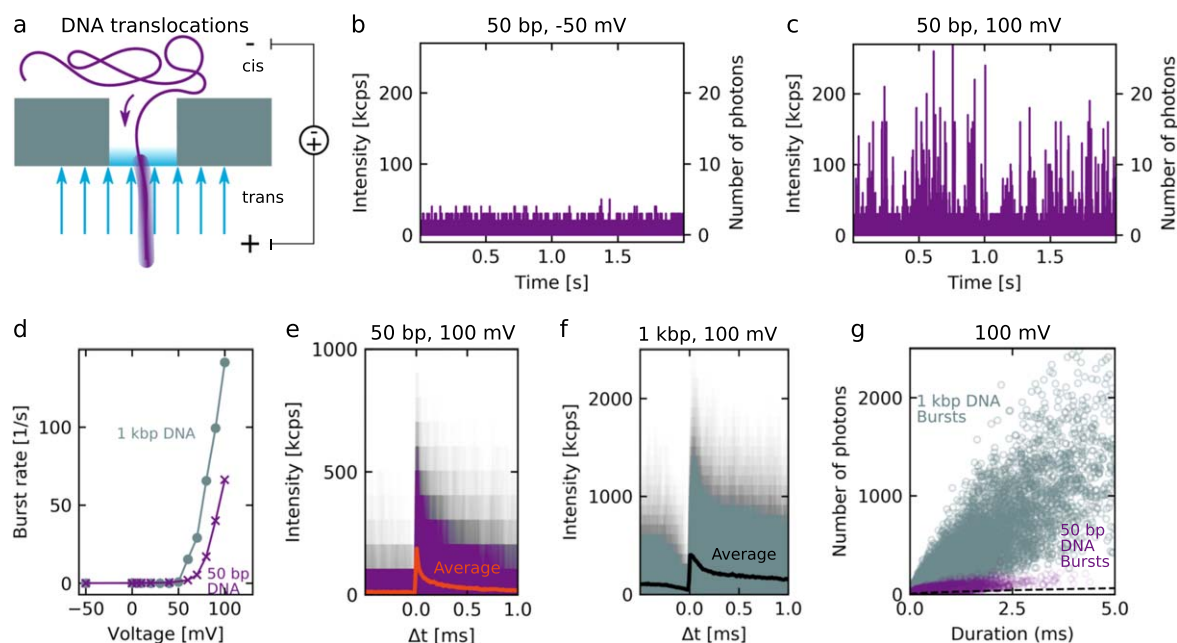 a DNA translocations
-
cis
-
+
trans
+
b 50 bp, -50 mV
Intensity [kcps]
200
100
0
20
10
0
Number of photons
0.5 1.0 1.5
Time [s]
c 50 bp, 100 mV
Intensity [kcps]
200
100
0
20
10
0
Number of photons
0.5 1.0 1.5
Time [s]
d
Burst rate [1/s]
100
50
0
1 kbp DNA
50 bp
DNA
−50 0 50 100
Voltage [mV]
e 50 bp, 100 mV
Intensity [kcps]
1000
500
0
Average
0.0 0.5 1.0
Δt [ms]
f 1 kbp, 100 mV
Intensity [kcps]
2000
1000
0
Average
0.0 0.5 1.0
Δt [ms]
g 100 mV
Number of photons
2000
1000
0
1 kbp DNA
Bursts
50 bp
DNA
Bursts
0.0 2.5 5.0
Duration (ms)